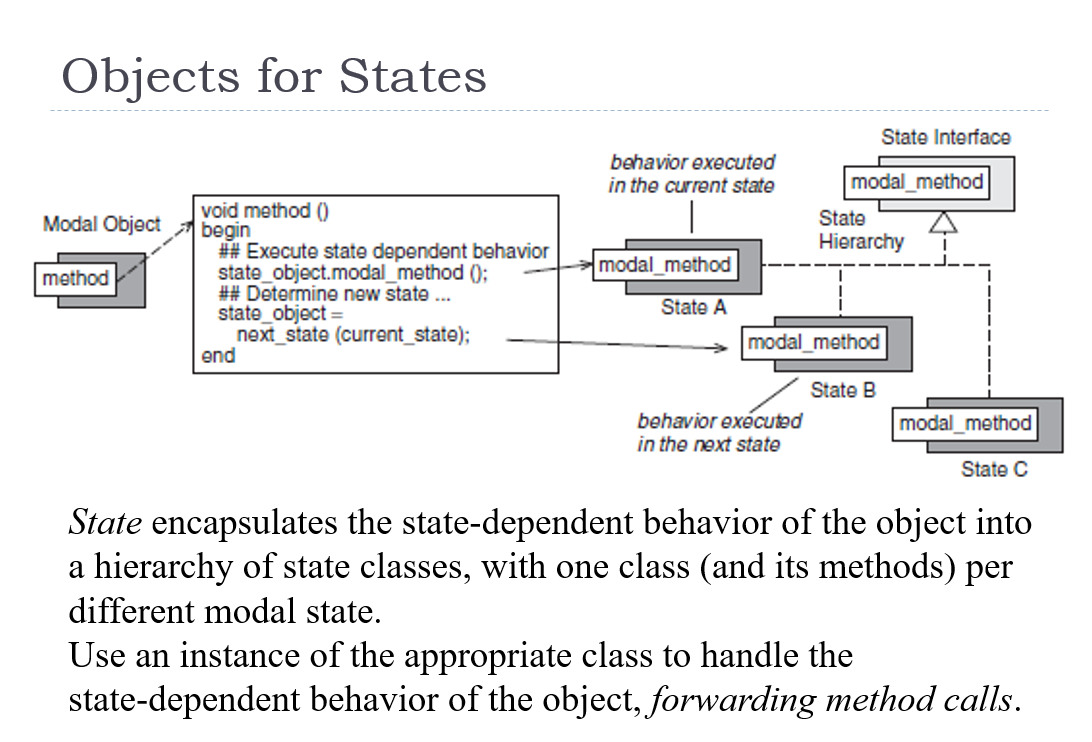 Objects for States
State Interface
modal_method
behavior executed
in the current state
State
Hierarchy
Modal Object
method
void method ()
begin
## Execute state dependent behavior
state_object.modal_method ();
## Determine new state ...
state_object =
next_state (current_state);
end
modal_method
State A
modal_method
State B
behavior executed
in the next state
modal_method
State C
State encapsulates the state-dependent behavior of the object into
a hierarchy of state classes, with one class (and its methods) per
different modal state.
Use an instance of the appropriate class to handle the
state-dependent behavior of the object, forwarding method calls.